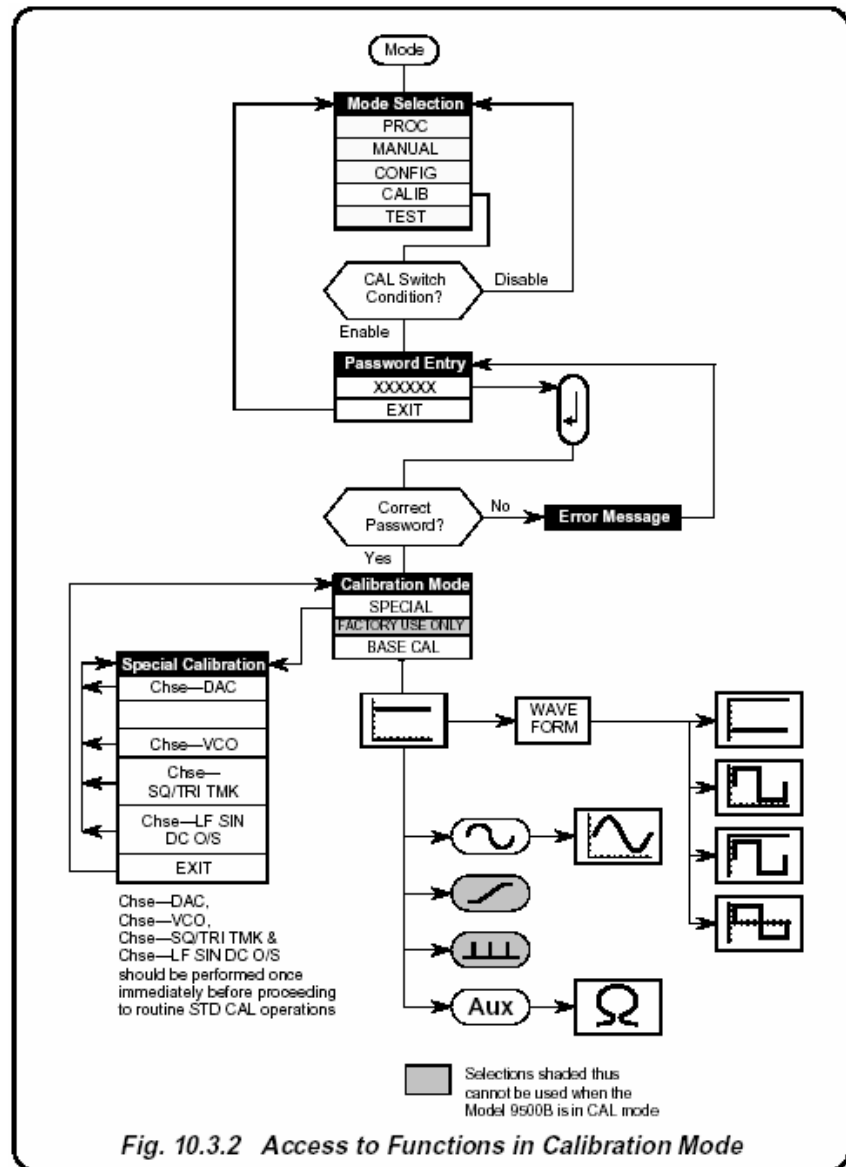 Mode
Mode Selection
PROC
MANUAL
CONFIG
CALIB
TEST
CAL Switch
Condition?
Disable
Enable
Password Entry
XXXXXX
EXIT
Correct
Password?
No
Error Message
Yes
Calibration Mode
SPECIAL
FACTORY USE ONLY
BASE CAL
Special Calibration
Chse—DAC
Chse—VCO
Chse—
SQ/TRI TMK
Chse—LF SIN
DC O/S
EXIT
WAVE
FORM
Chse—DAC,
Chse—VCO,
Chse—SQ/TRI TMK &
Chse—LF SIN DC O/S
should be performed once
immediately before proceeding
to routine STD CAL operations
Aux
Ω
Selections shaded thus
cannot be used when the
Model 9500B is in CAL mode
Fig. 10.3.2 Access to Functions in Calibration Mode